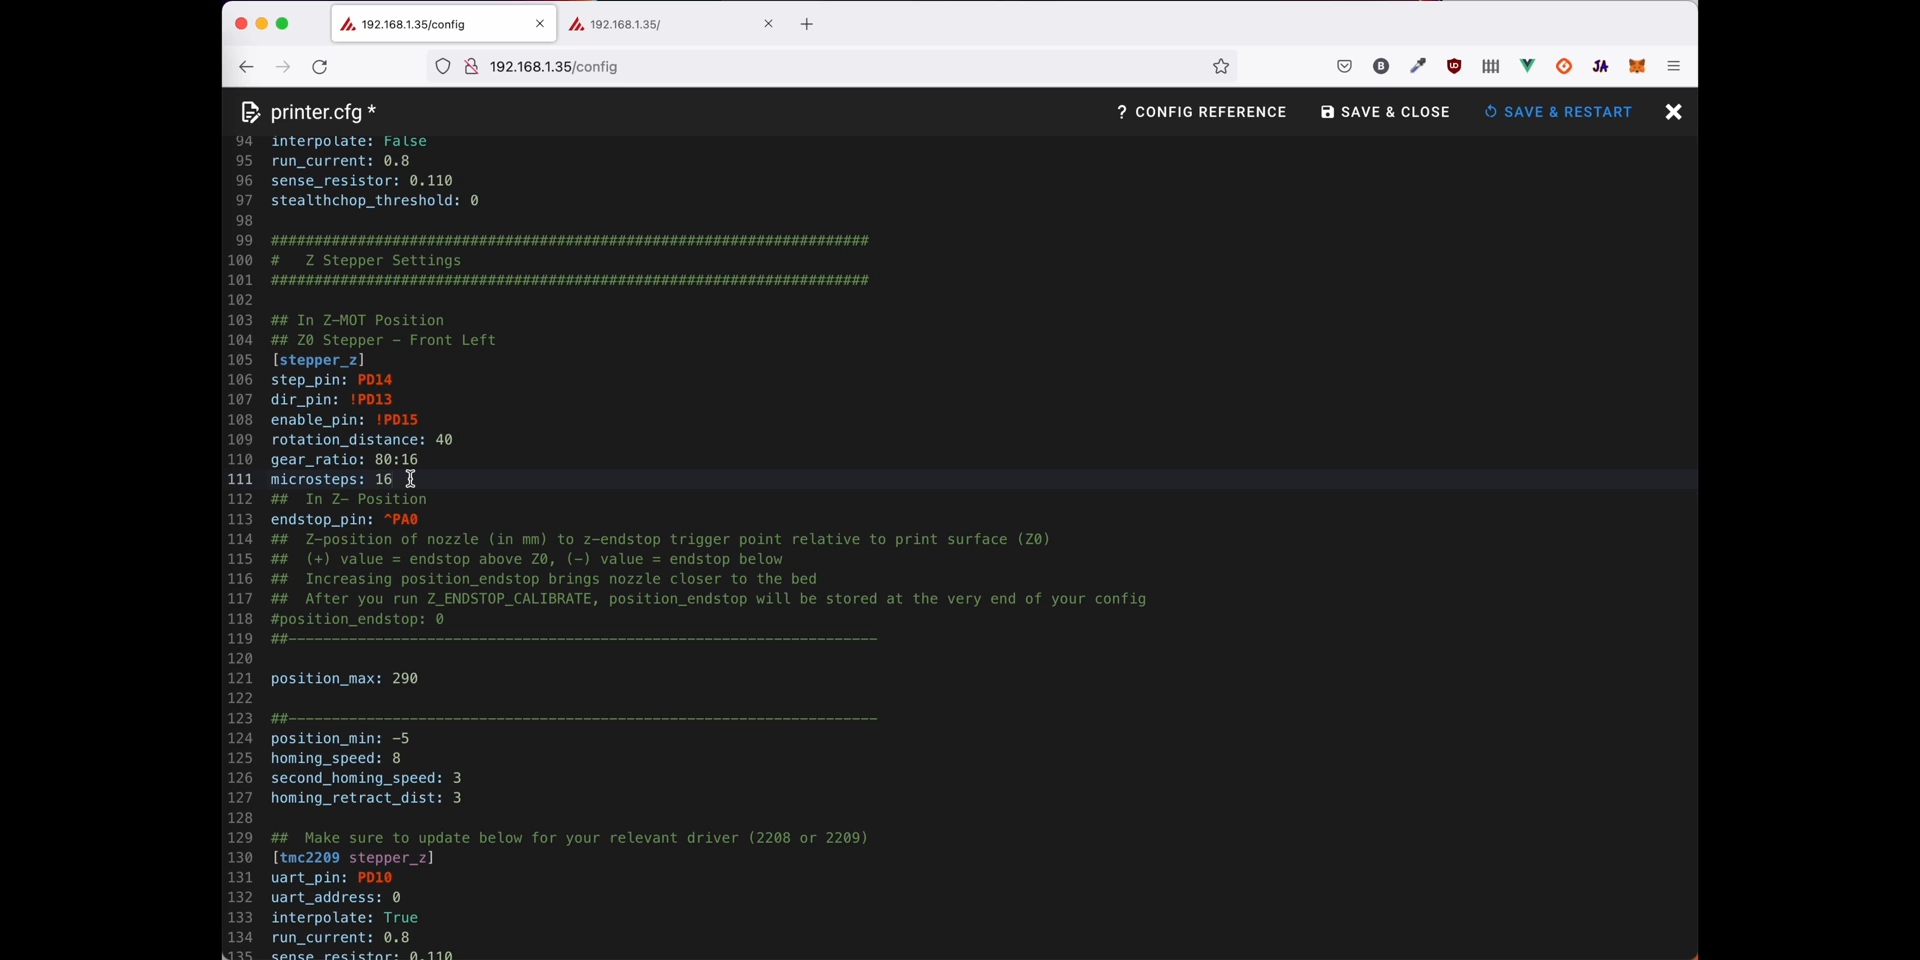 192.168.1.35/config
192.168.1.35/
192.168.1.35/config
printer.cfg *
? CONFIG REFERENCE
SAVE & CLOSE
SAVE & RESTART
94 interpolate: False
95 run_current: 0.8
96 sense_resistor: 0.110
97 stealthchop_threshold: 0
98
99 #####################################################################
100 #   Z Stepper Settings
101 #####################################################################
102
103 ## In Z-MOT Position
104 ## Z0 Stepper - Front Left
105 [stepper_z]
106 step_pin: PD14
107 dir_pin: !PD13
108 enable_pin: !PD15
109 rotation_distance: 40
110 gear_ratio: 80:16
111 microsteps: 16
112 ##  In Z- Position
113 endstop_pin: ^PA0
114 ##  Z-position of nozzle (in mm) to z-endstop trigger point relative to print surface (Z0)
115 ##  (+) value = endstop above Z0, (-) value = endstop below
116 ##  Increasing position_endstop brings nozzle closer to the bed
117 ##  After you run Z_ENDSTOP_CALIBRATE, position_endstop will be stored at the very end of your config
118 #position_endstop: 0
119 ##--------------------------------------------------------------------
120
121 position_max: 290
122
123 ##--------------------------------------------------------------------
124 position_min: -5
125 homing_speed: 8
126 second_homing_speed: 3
127 homing_retract_dist: 3
128
129 ##  Make sure to update below for your relevant driver (2208 or 2209)
130 [tmc2209 stepper_z]
131 uart_pin: PD10
132 uart_address: 0
133 interpolate: True
134 run_current: 0.8
135 sense_resistor: 0.110